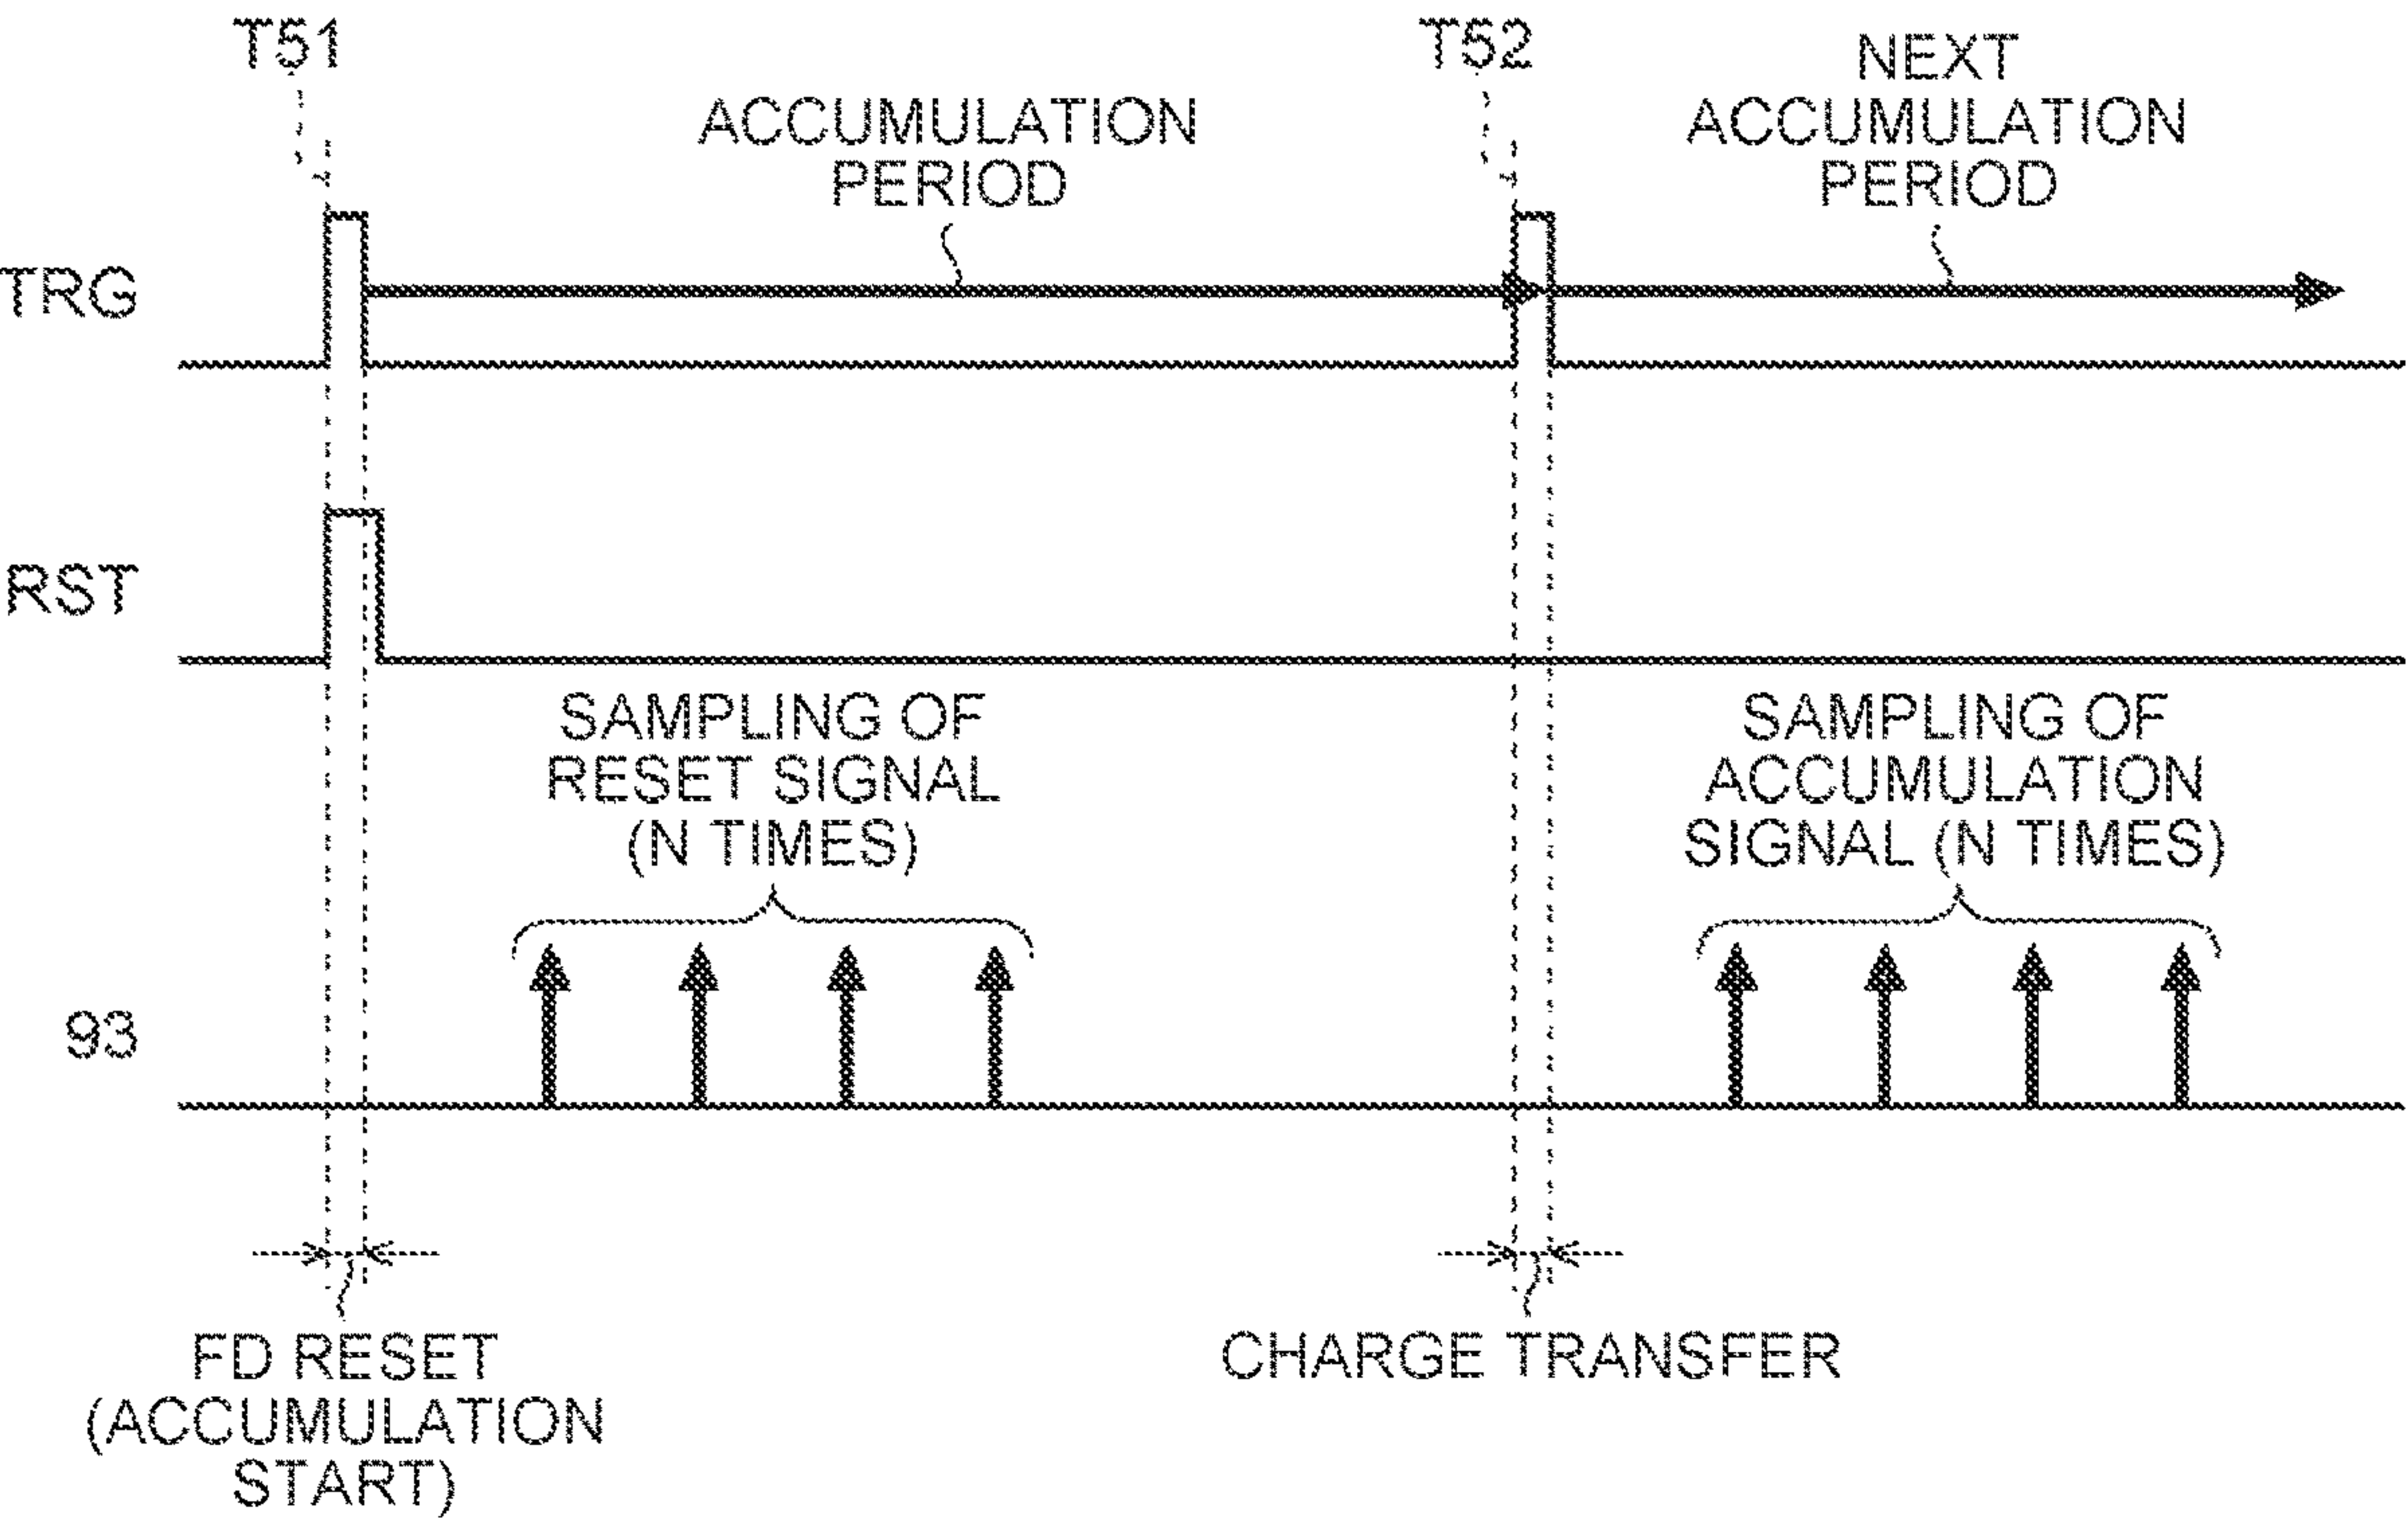 T51
T52
ACCUMULATION
PERIOD
NEXT
ACCUMULATION
PERIOD
TRG
RST
SAMPLING OF
RESET SIGNAL
(N TIMES)
SAMPLING OF
ACCUMULATION
SIGNAL (N TIMES)
93
FD RESET
(ACCUMULATION
START)
CHARGE TRANSFER